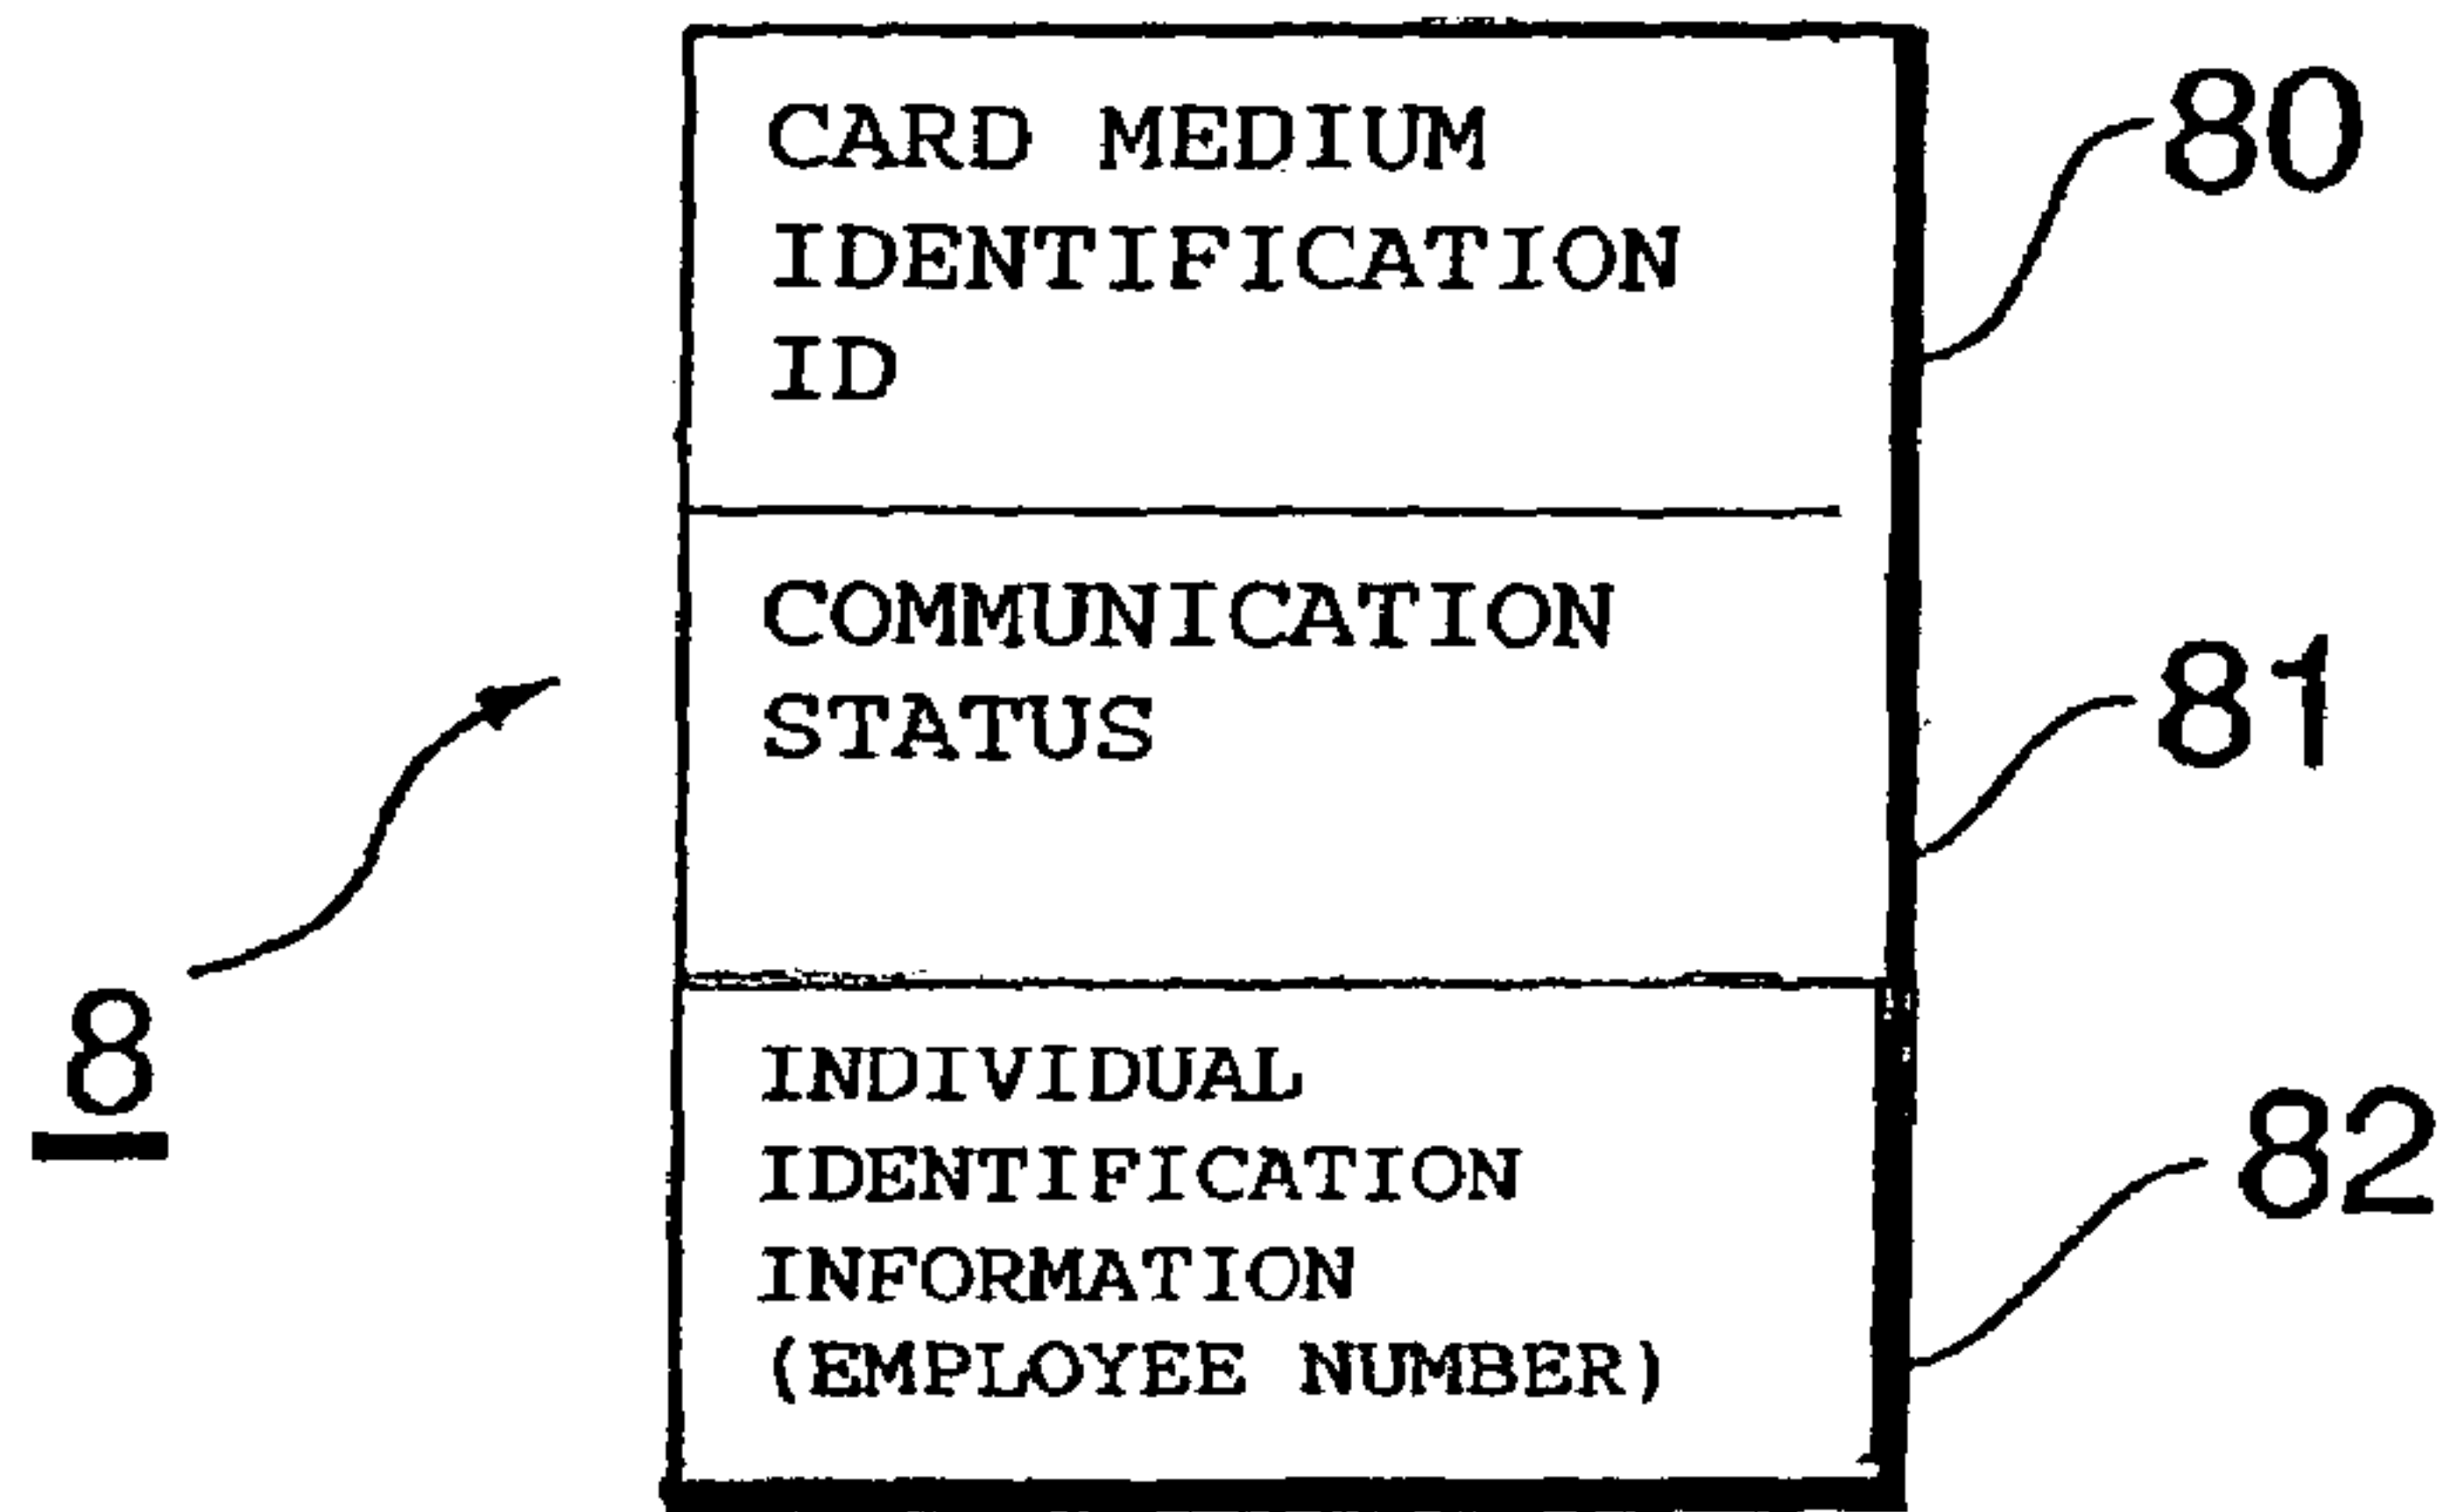 CARD MEDIUM
IDENTIFICATION
ID
80
COMMUNICATION
STATUS
81
8
INDIVIDUAL
IDENTIFICATION
INFORMATION
(EMPLOYEE NUMBER)
82